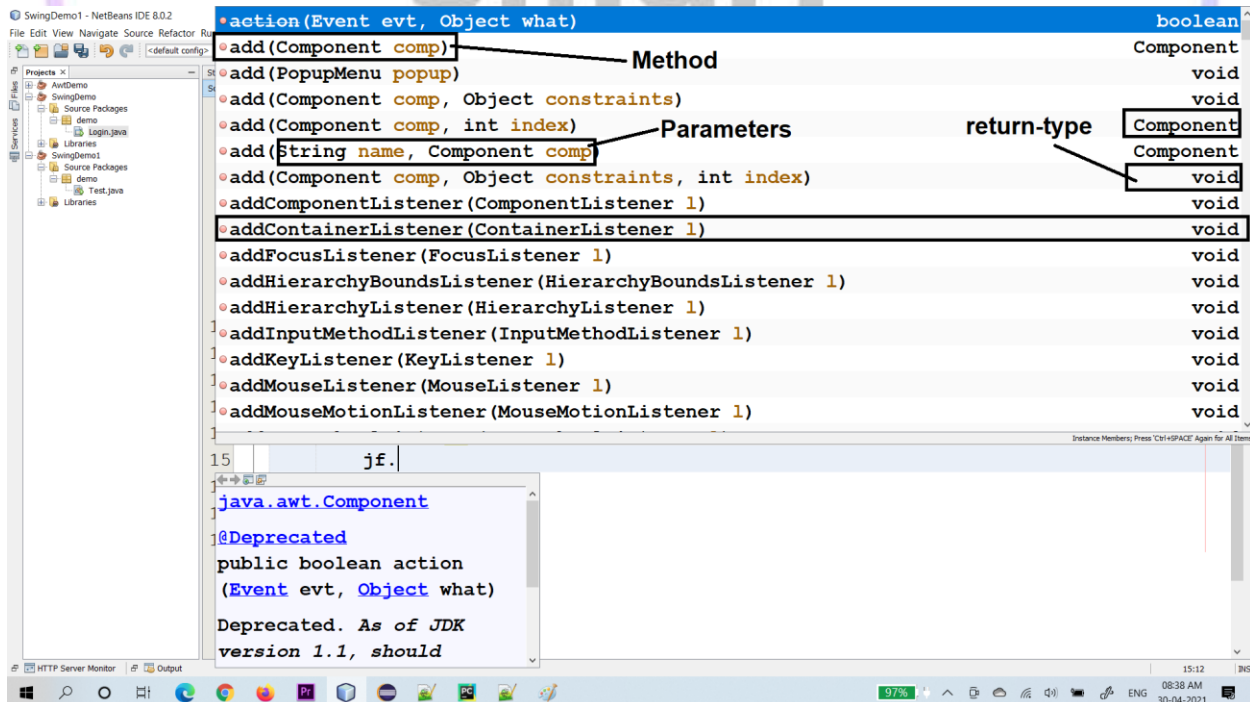 SwingDemo1 - NetBeans IDE 8.0.2
File Edit View Navigate Source Refactor Ru
<default config>
Projects
Files
Services
AwtDemo
SwingDemo
Source Packages
demo
Login.java
Libraries
SwingDemo1
Source Packages
demo
Test.java
Libraries
action(Event evt, Object what) boolean
add(Component comp) Component
Method
add(PopupMenu popup) void
add(Component comp, Object constraints) void
add(Component comp, int index) Component
Parameters
return-type
add(String name, Component comp) Component
add(Component comp, Object constraints, int index) void
addComponentListener(ComponentListener l) void
addContainerListener(ContainerListener l) void
addFocusListener(FocusListener l) void
addHierarchyBoundsListener(HierarchyBoundsListener l) void
addHierarchyListener(HierarchyListener l) void
addInputMethodListener(InputMethodListener l) void
addKeyListener(KeyListener l) void
addMouseListener(MouseListener l) void
addMouseMotionListener(MouseMotionListener l) void
Instance Members; Press 'Ctrl+SPACE' Again for All Items
15 jf.
java.awt.Component
@Deprecated
public boolean action
(Event evt, Object what)
Deprecated. As of JDK
version 1.1, should
HTTP Server Monitor Output
15:12 INS
97% ENG 08:38 AM
30-04-2021